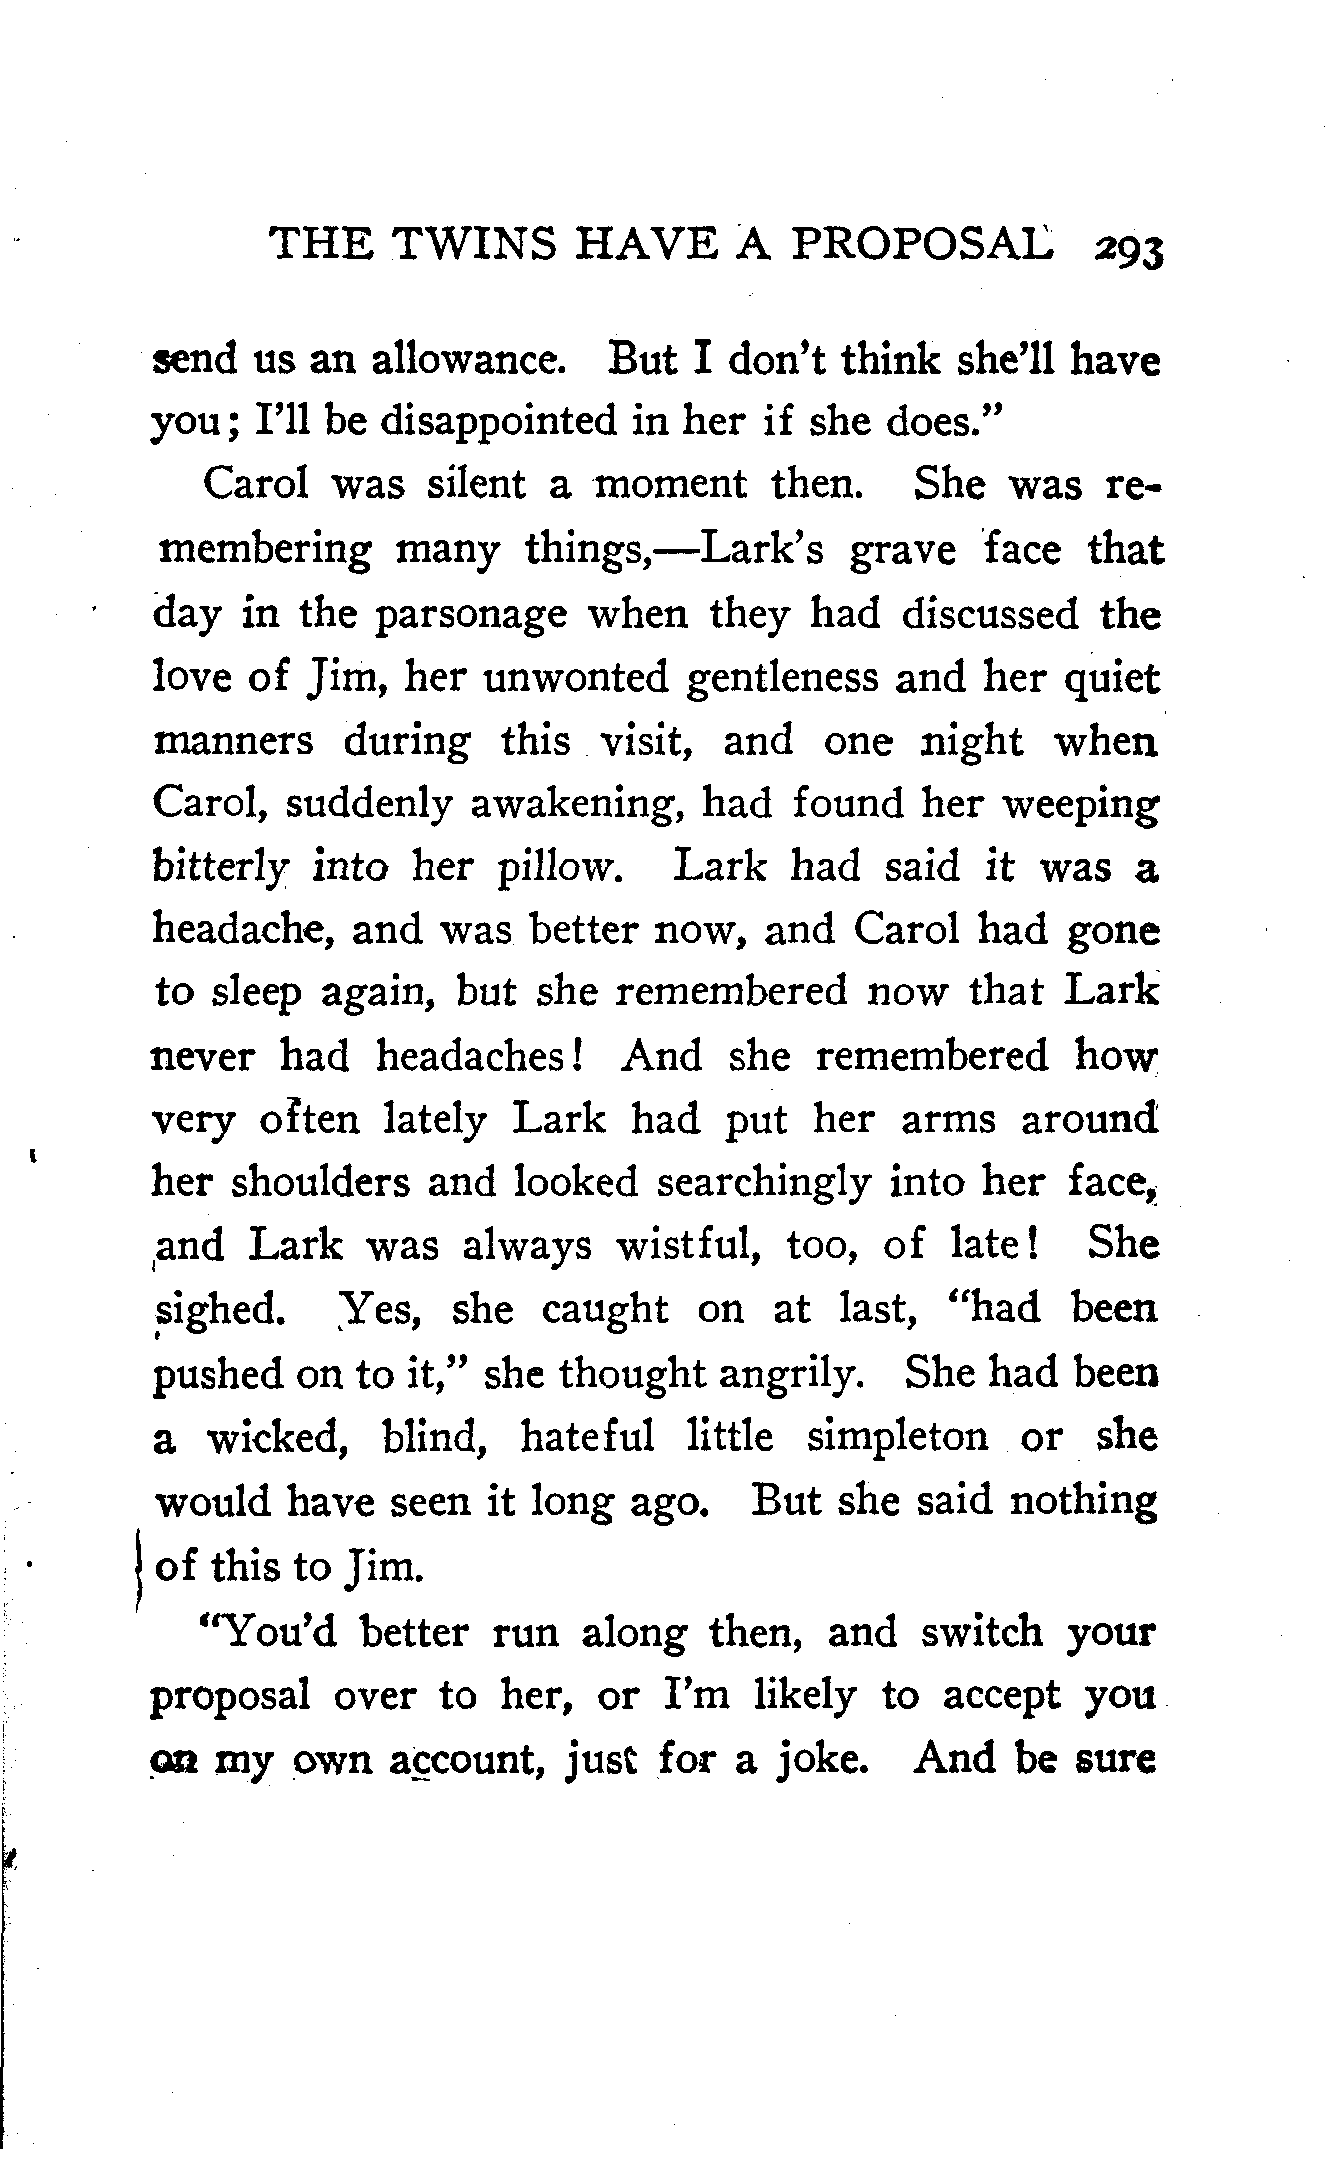 THE TWINS HAVE A PROPOSAL 293
send us an allowance. But I don't think she'll have
you; I'll be disappointed in her if she does."
Carol was silent a moment then. She was re-
membering many things,—Lark's grave face that
day in the parsonage when they had discussed the
love of Jim, her unwonted gentleness and her quiet
manners during this visit, and one night when
Carol, suddenly awakening, had found her weeping
bitterly into her pillow. Lark had said it was a
headache, and was better now, and Carol had gone
to sleep again, but she remembered now that Lark
never had headaches! And she remembered how
very often lately Lark had put her arms around
her shoulders and looked searchingly into her face,
and Lark was always wistful, too, of late! She
sighed. Yes, she caught on at last, "had been
pushed on to it," she thought angrily. She had been
a wicked, blind, hateful little simpleton or she
would have seen it long ago. But she said nothing
of this to Jim.
"You'd better run along then, and switch your
proposal over to her, or I'm likely to accept you
on my own account, just for a joke. And be sure